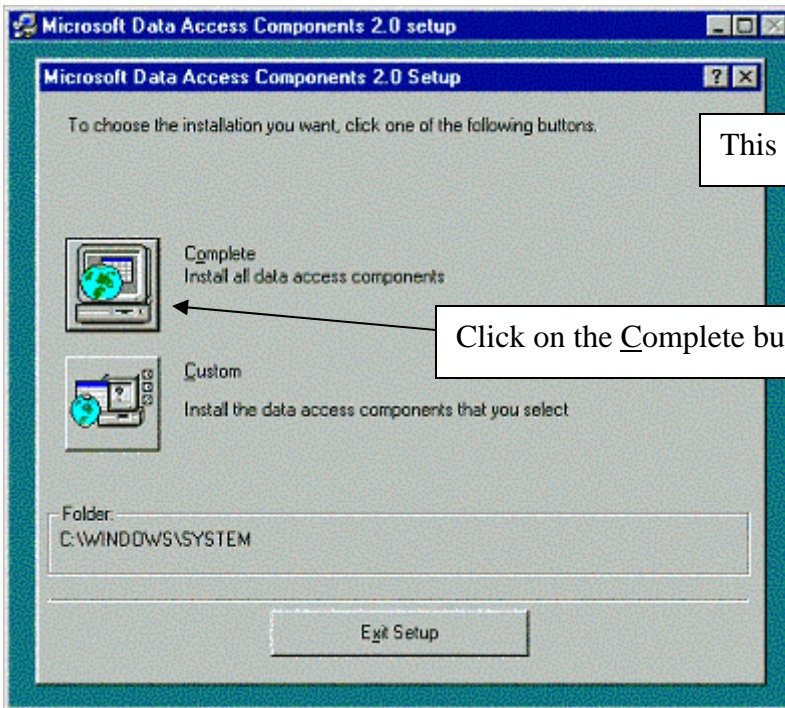 Microsoft Data Access Components 2.0 setup
Microsoft Data Access Components 2.0 Setup
To choose the installation you want, click one of the following buttons.
This
Complete
Install all data access components
Click on the Complete bu
Custom
Install the data access components that you select
Folder:
C:\WINDOWS\SYSTEM
Exit Setup